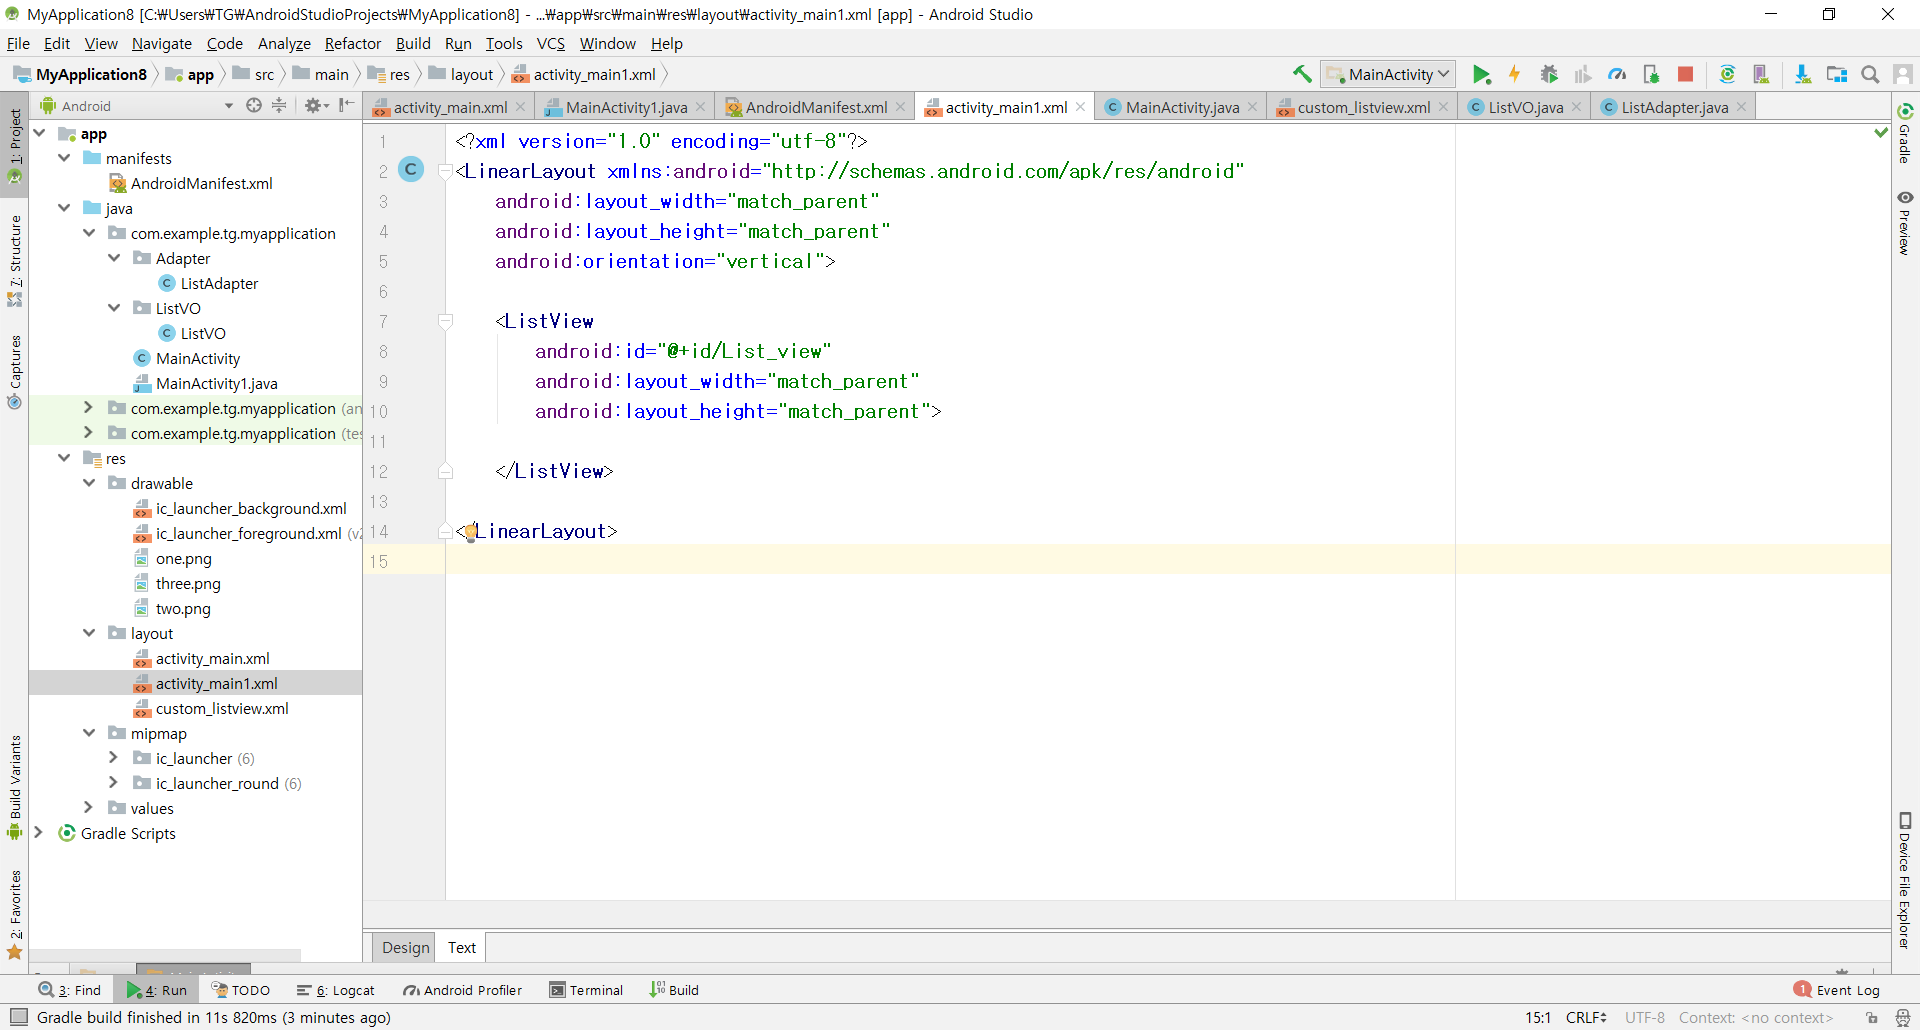 MyApplication8 [C:￦Users￦TG￦AndroidStudioProjects￦MyApplication8] - ...￦app￦src￦main￦res￦layout￦activity_main1.xml [app] - Android Studio
File Edit View Navigate Code Analyze Refactor Build Run Tools VCS Window Help
MyApplication8 app src main res layout activity_main1.xml MainActivity
Android activity_main.xml MainActivity1.java AndroidManifest.xml activity_main1.xml MainActivity.java custom_listview.xml ListVO.java ListAdapter.java
1: Project
7: Structure
Captures
Build Variants
2: Favorites
app
manifests
AndroidManifest.xml
java
com.example.tg.myapplication
Adapter
ListAdapter
ListVO
ListVO
MainActivity
MainActivity1.java
com.example.tg.myapplication (an
com.example.tg.myapplication (tes
res
drawable
ic_launcher_background.xml
ic_launcher_foreground.xml (v2
one.png
three.png
two.png
layout
activity_main.xml
activity_main1.xml
custom_listview.xml
mipmap
ic_launcher (6)
ic_launcher_round (6)
values
Gradle Scripts
1 <?xml version="1.0" encoding="utf-8"?>
2 C <LinearLayout xmlns:android="http://schemas.android.com/apk/res/android"
3 android:layout_width="match_parent"
4 android:layout_height="match_parent"
5 android:orientation="vertical">
6
7 <ListView
8 android:id="@+id/List_view"
9 android:layout_width="match_parent"
10 android:layout_height="match_parent">
11
12 </ListView>
13
14 </LinearLayout>
15
Gradle
Preview
Device File Explorer
Design Text
3: Find 4: Run TODO 6: Logcat Android Profiler Terminal Build 1 Event Log
Gradle build finished in 11s 820ms (3 minutes ago) 15:1 CRLF UTF-8 Context: <no context>